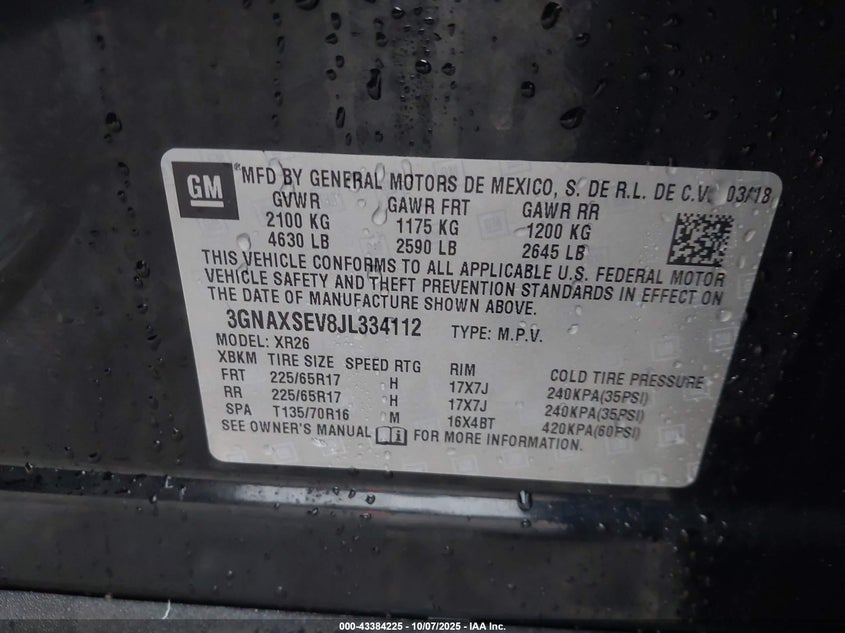 GM
MFD BY GENERAL MOTORS DE MEXICO, S. DE R.L. DE C.V. 03/18
GVWR GAWR FRT GAWR RR
2100 KG 1175 KG 1200 KG
4630 LB 2590 LB 2645 LB
THIS VEHICLE CONFORMS TO ALL APPLICABLE U.S. FEDERAL MOTOR
VEHICLE SAFETY AND THEFT PREVENTION STANDARDS IN EFFECT ON
THE DATE OF MANUFACTURE SHOWN ABOVE.
3GNAXSEV8JL334112 TYPE: M.P.V.
MODEL: XR26
XBKM TIRE SIZE SPEED RTG RIM COLD TIRE PRESSURE
FRT 225/65R17 H 17X7J 240KPA(35PSI)
RR 225/65R17 H 17X7J 240KPA(35PSI)
SPA T135/70R16 M 16X4BT 420KPA(60PSI)
SEE OWNER'S MANUAL FOR MORE INFORMATION.
000-43384225 - 10/07/2025 - IAA Inc.